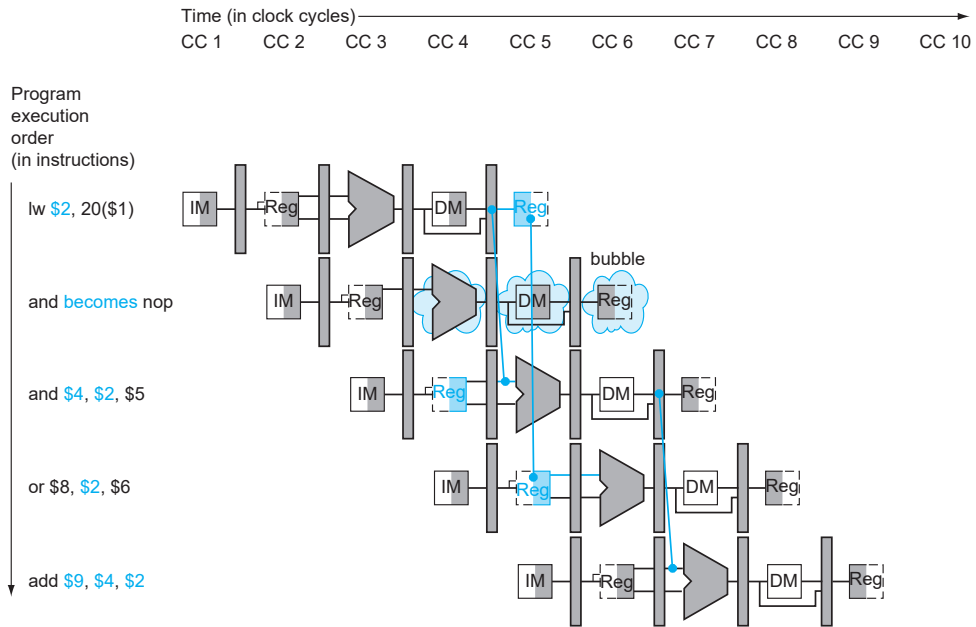 Time (in clock cycles)
CC 1 CC 2 CC 3 CC 4 CC 5 CC 6 CC 7 CC 8 CC 9 CC 10
Program
execution
order
(in instructions)
lw $2, 20($1)
IM Reg DM Reg
bubble
and becomes nop
IM Reg DM Reg
and $4, $2, $5
IM Reg DM Reg
or $8, $2, $6
IM Reg DM Reg
add $9, $4, $2
IM Reg DM Reg